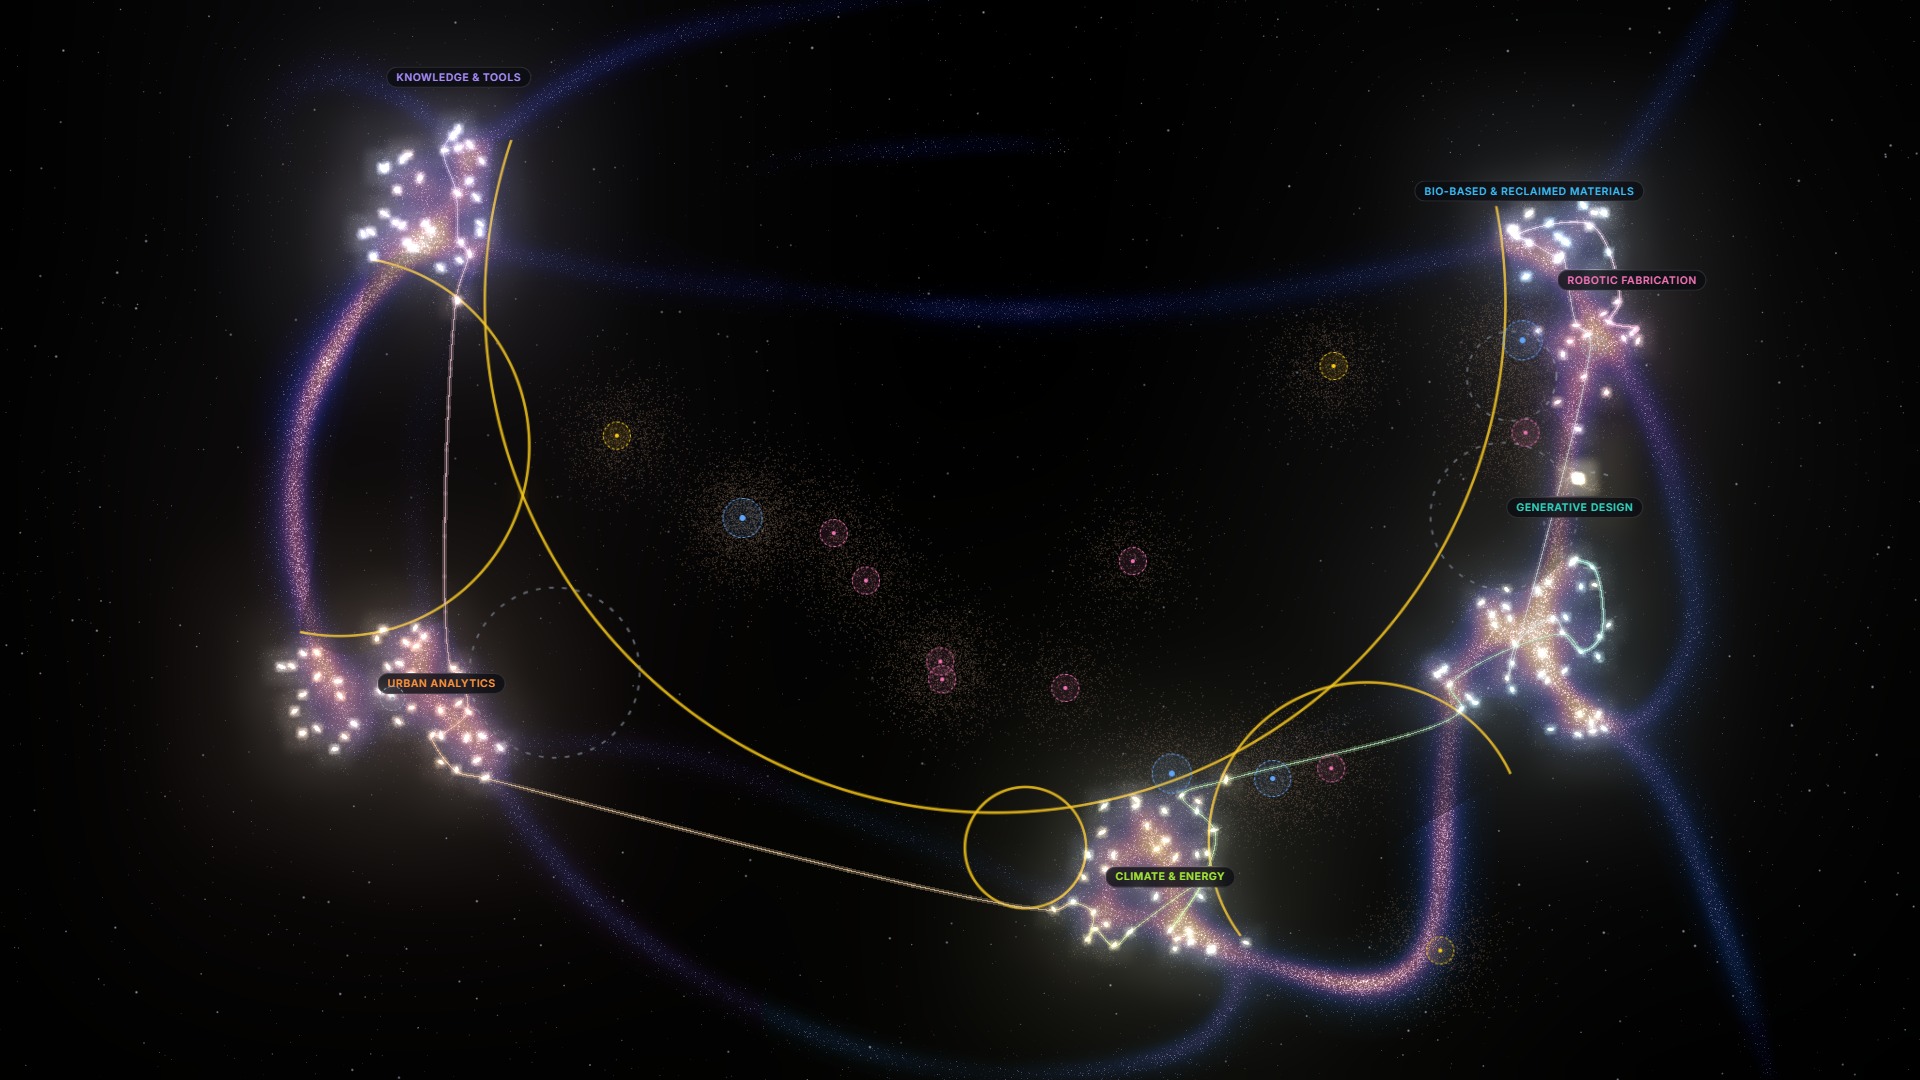 KNOWLEDGE & TOOLS
BIO-BASED & RECLAIMED MATERIALS
ROBOTIC FABRICATION
GENERATIVE DESIGN
URBAN ANALYTICS
CLIMATE & ENERGY